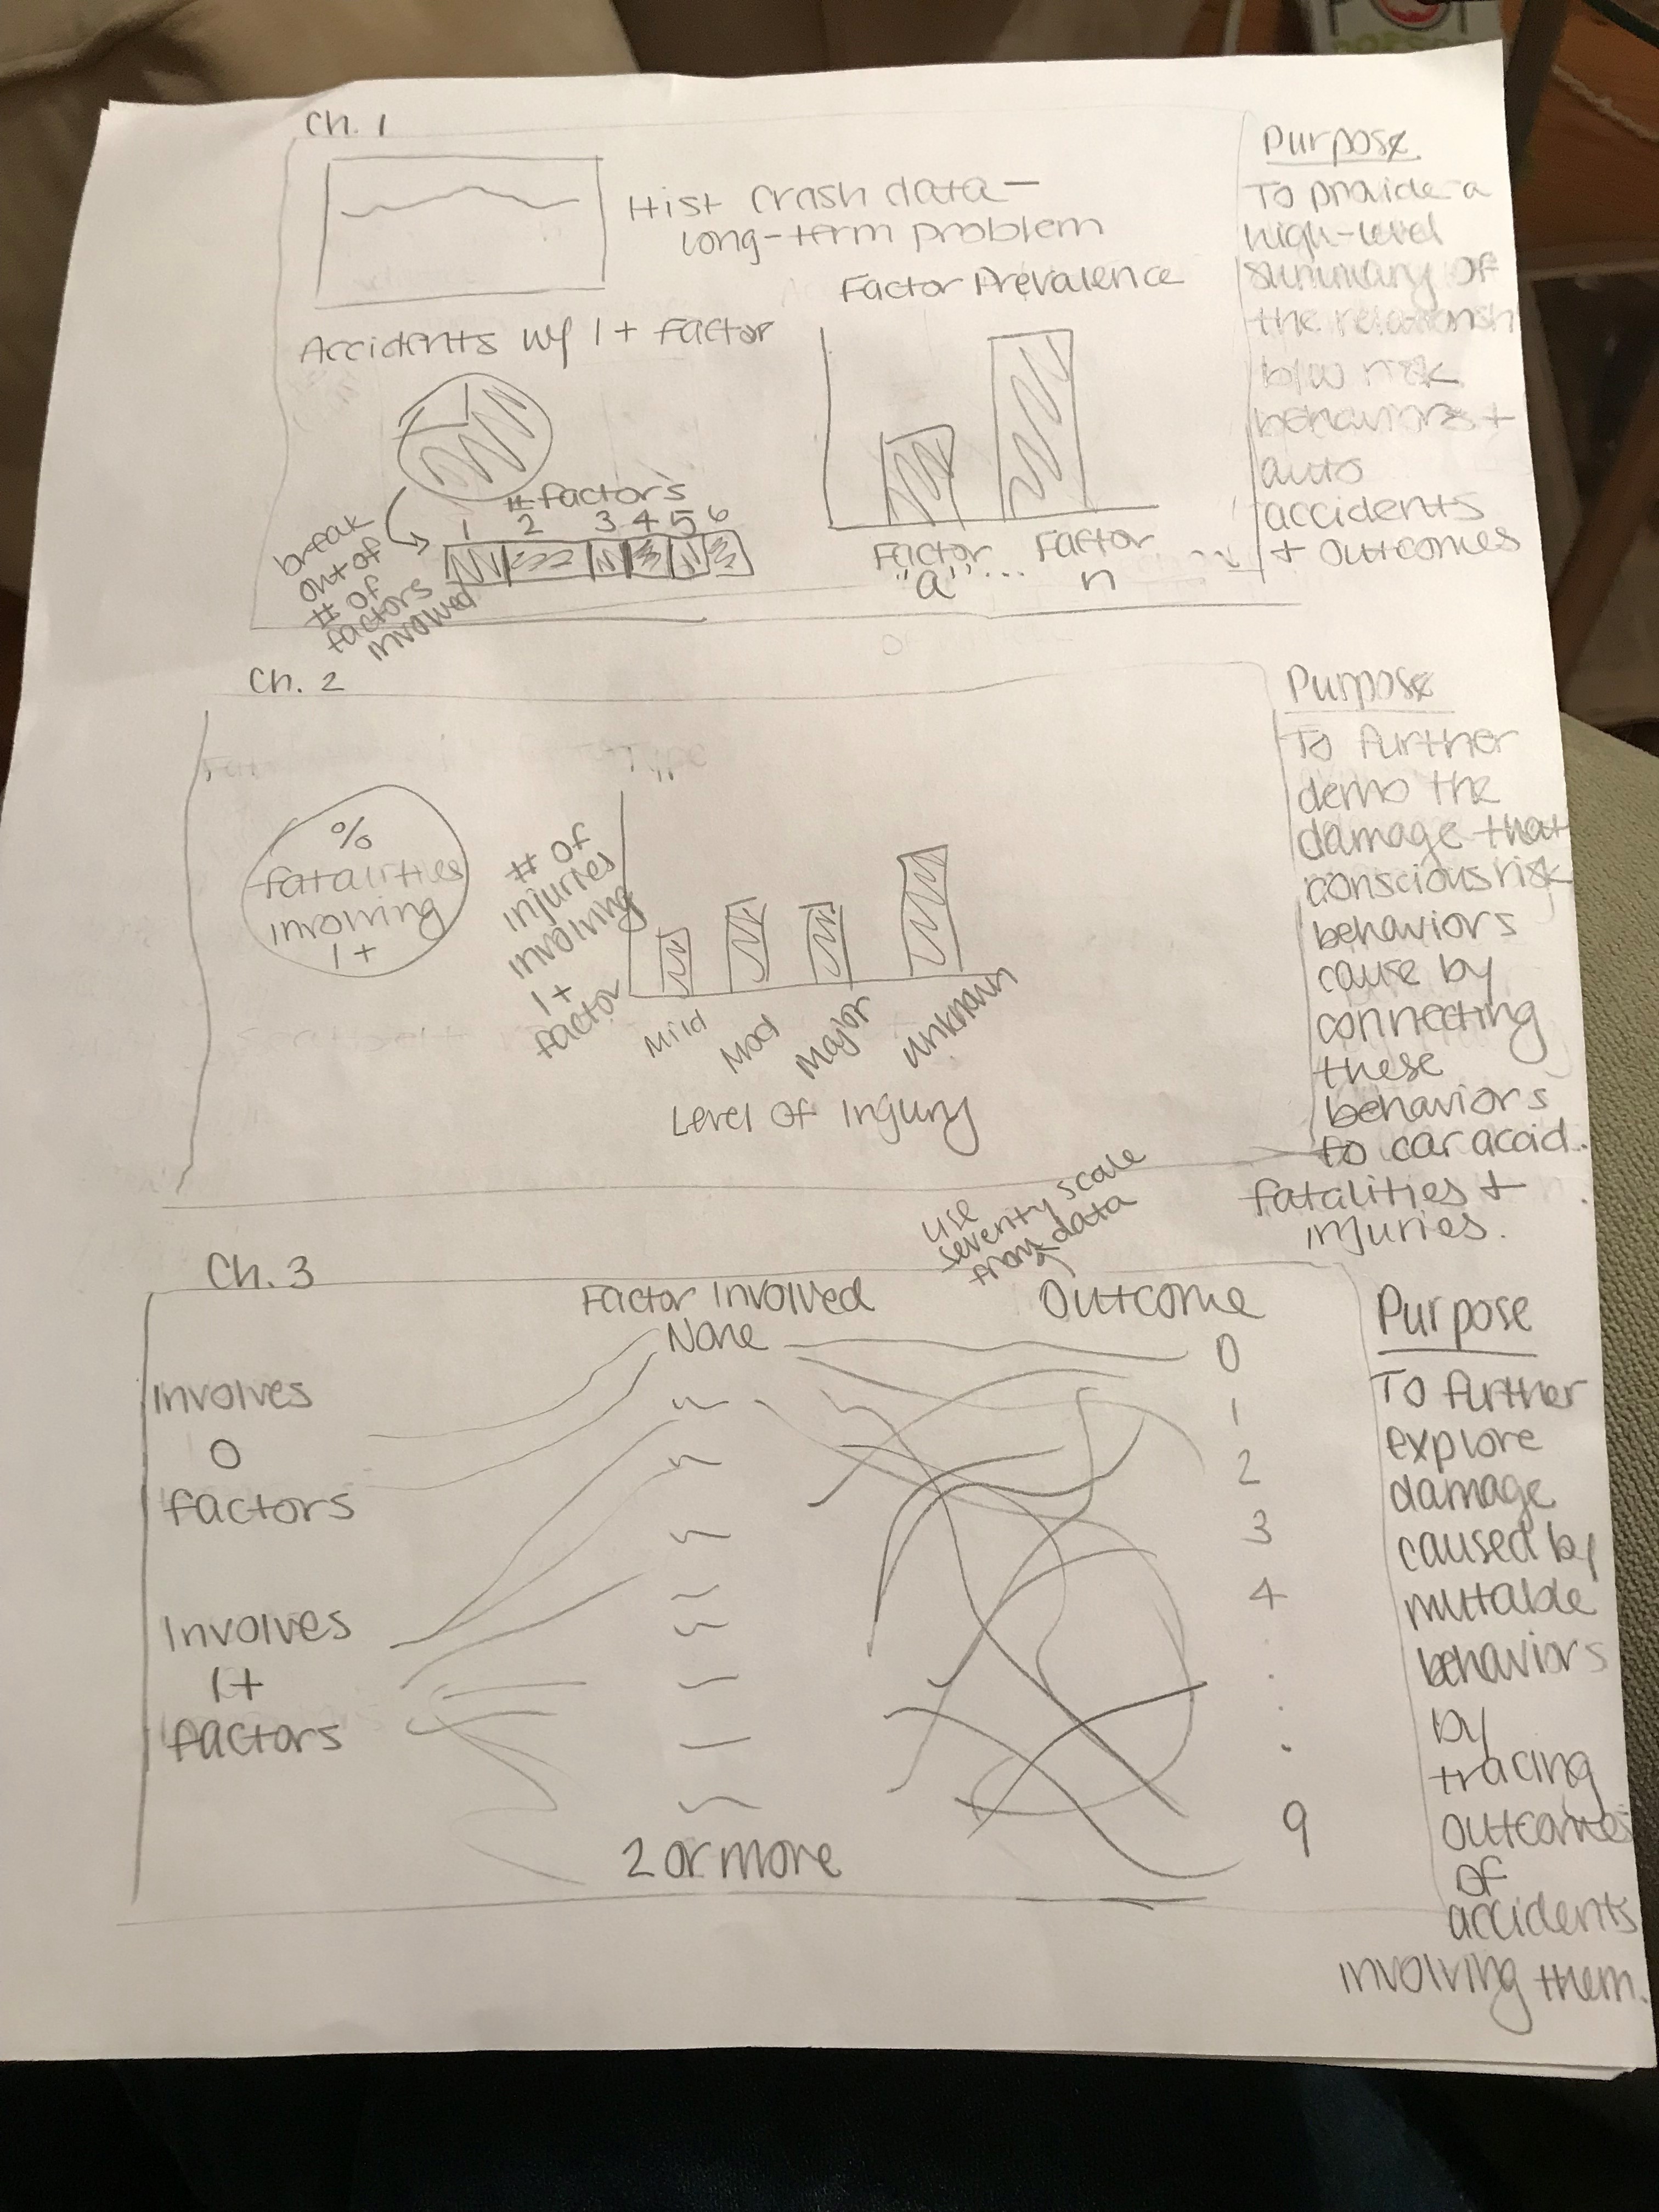 Ch. 1
Hist crash data—
long-term problem
Factor Prevalence
Accidents w/ 1+ factor
# factors
1 2 3 4 5 6
break
out of
# of
factors
involved
Factor
"a"
...
Factor
n
Purpose
To provide a
high-level
summary of
the relationsh
b/w risk
behaviors +
auto
accidents
+ outcomes
Ch. 2
%
fatalities
involving
1+
# of
injuries
involving
1+
factor
Mild
Mod
Major
Unknown
Level of Injury
Purpose
To further
demo the
damage that
conscious risk
behaviors
cause by
connecting
these
behaviors
to car accid.
fatalities +
injuries.
Ch. 3
use
severity scale
from data
Factor Involved
None
2 or more
Outcome
0
1
2
3
4
.
.
.
9
Involves
0
factors
Involves
1+
factors
Purpose
To further
explore
damage
caused by
mutable
behaviors
by
tracing
outcomes
of
accidents
involving them.